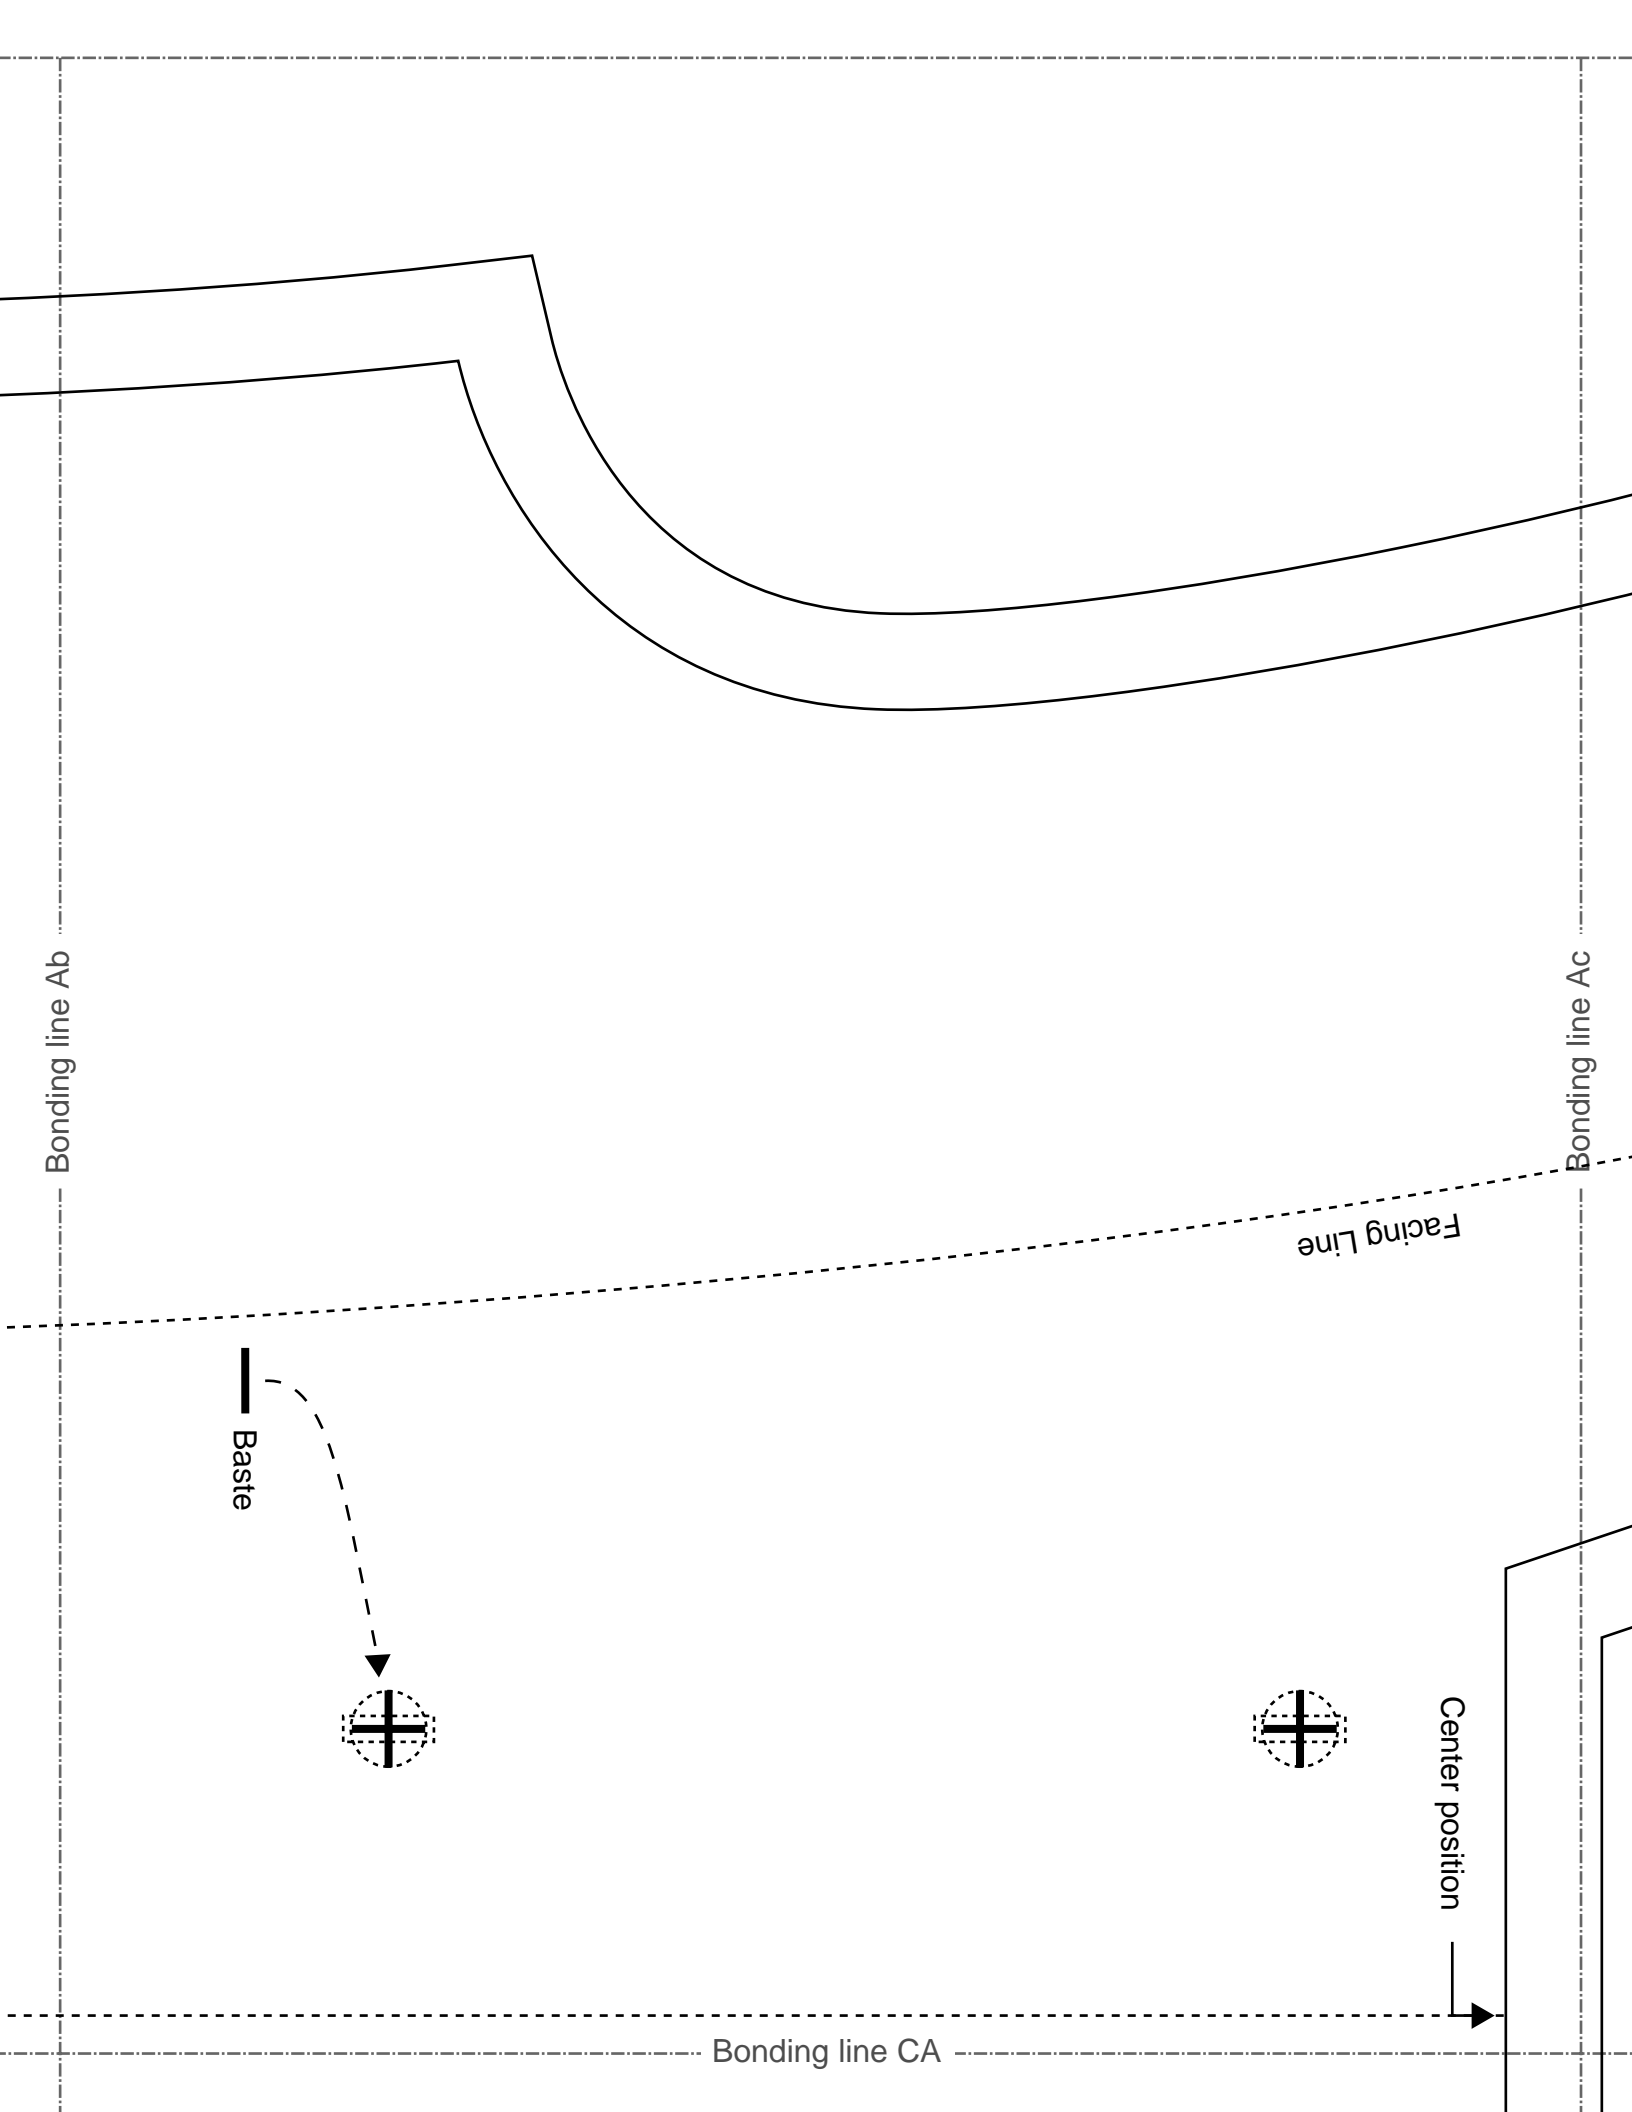 Bonding line Ab
Bonding line Ac
Facing Line
Baste
Center position
Bonding line CA